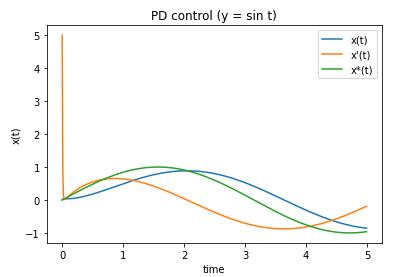 PD control (y = sin t)
x(t)
x'(t)
x*(t)
5
4
3
2
1
0
−1
x(t)
0 1 2 3 4 5
time